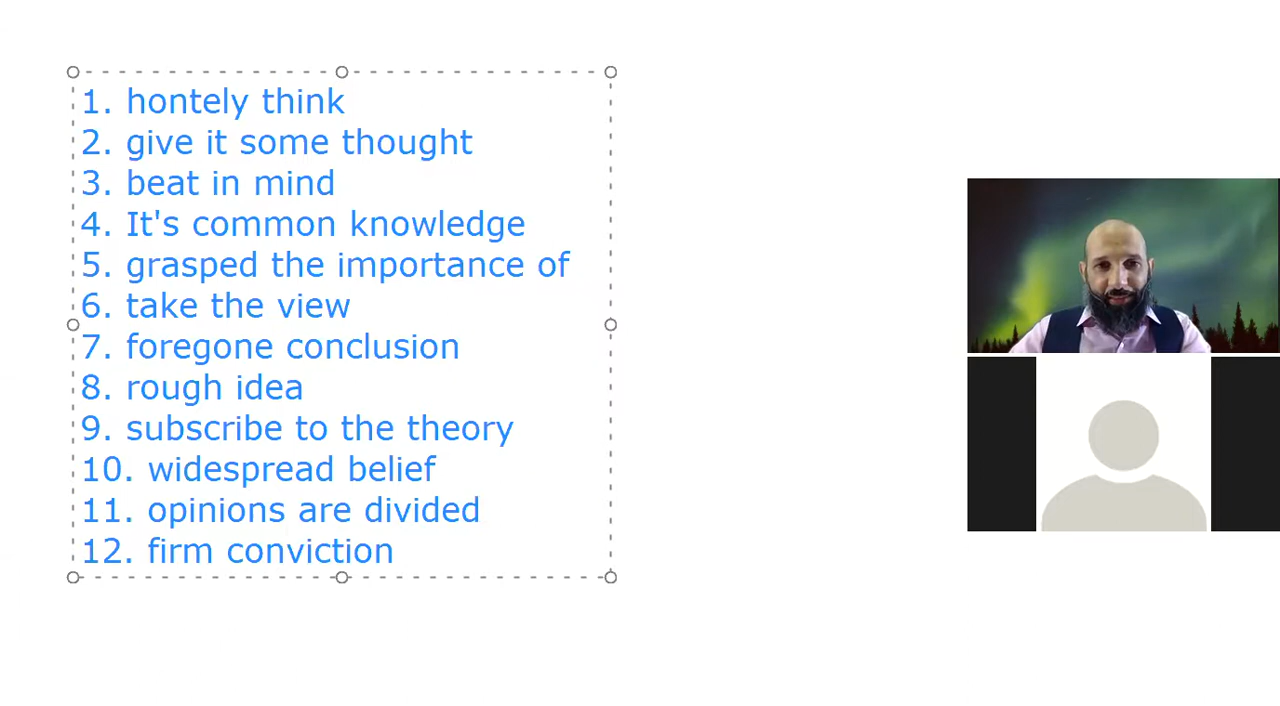 1. hontely think
2. give it some thought
3. beat in mind
4. It's common knowledge
5. grasped the importance of
6. take the view
7. foregone conclusion
8. rough idea
9. subscribe to the theory
10. widespread belief
11. opinions are divided
12. firm conviction